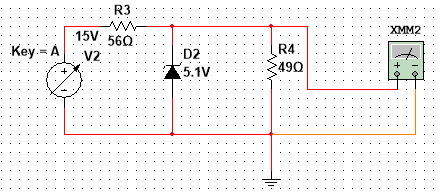 R3
XMM2
15V
56Ω
D2
R4
Key = A
V2
5.1V
49Ω